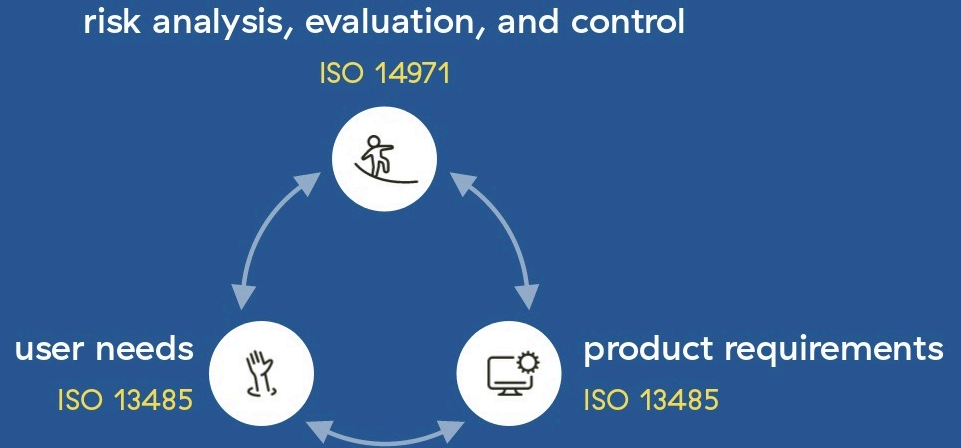 risk analysis, evaluation, and control
ISO 14971
user needs
ISO 13485
product requirements
ISO 13485